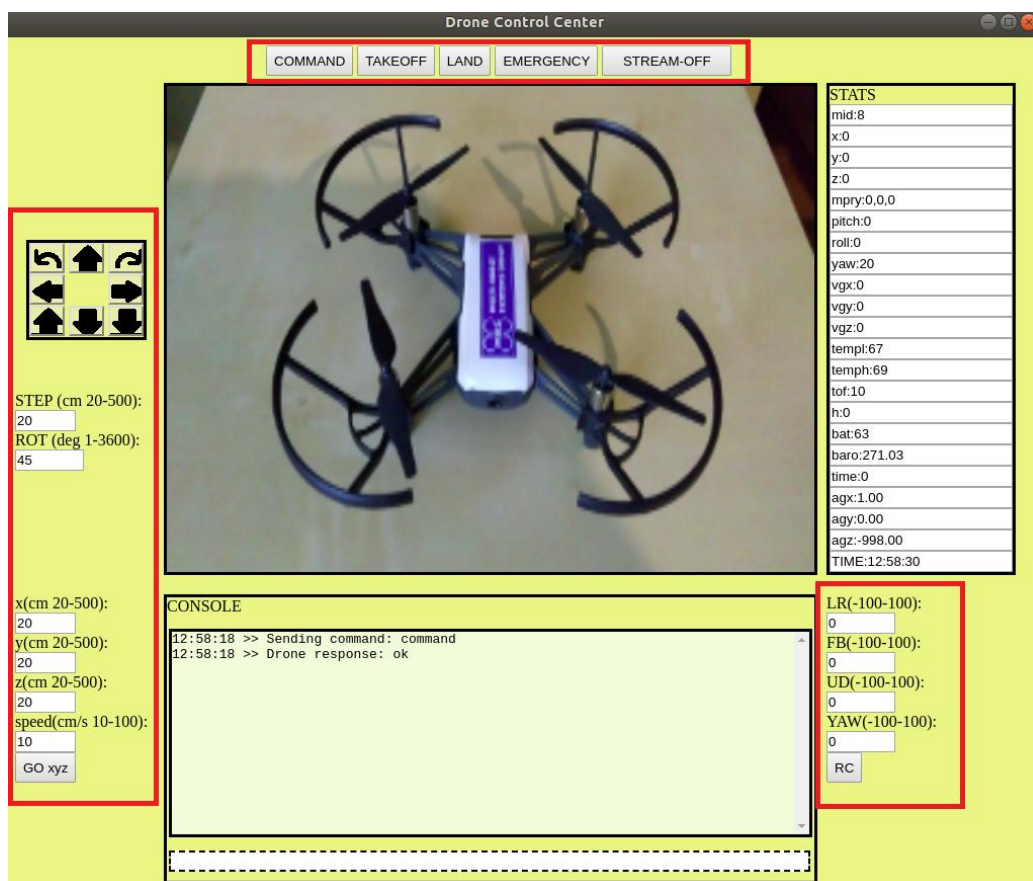 Drone Control Center
COMMAND TAKEOFF LAND EMERGENCY STREAM-OFF
STEP (cm 20-500):
20
ROT (deg 1-3600):
45
x(cm 20-500):
20
y(cm 20-500):
20
z(cm 20-500):
20
speed(cm/s 10-100):
10
GO xyz
STATS
mid:8
x:0
y:0
z:0
mpry:0,0,0
pitch:0
roll:0
yaw:20
vgx:0
vgy:0
vgz:0
templ:67
temph:69
tof:10
h:0
bat:63
baro:271.03
time:0
agx:1.00
agy:0.00
agz:-998.00
TIME:12:58:30
CONSOLE
12:58:18 >> Sending command: command
12:58:18 >> Drone response: ok
LR(-100-100):
0
FB(-100-100):
0
UD(-100-100):
0
YAW(-100-100):
0
RC